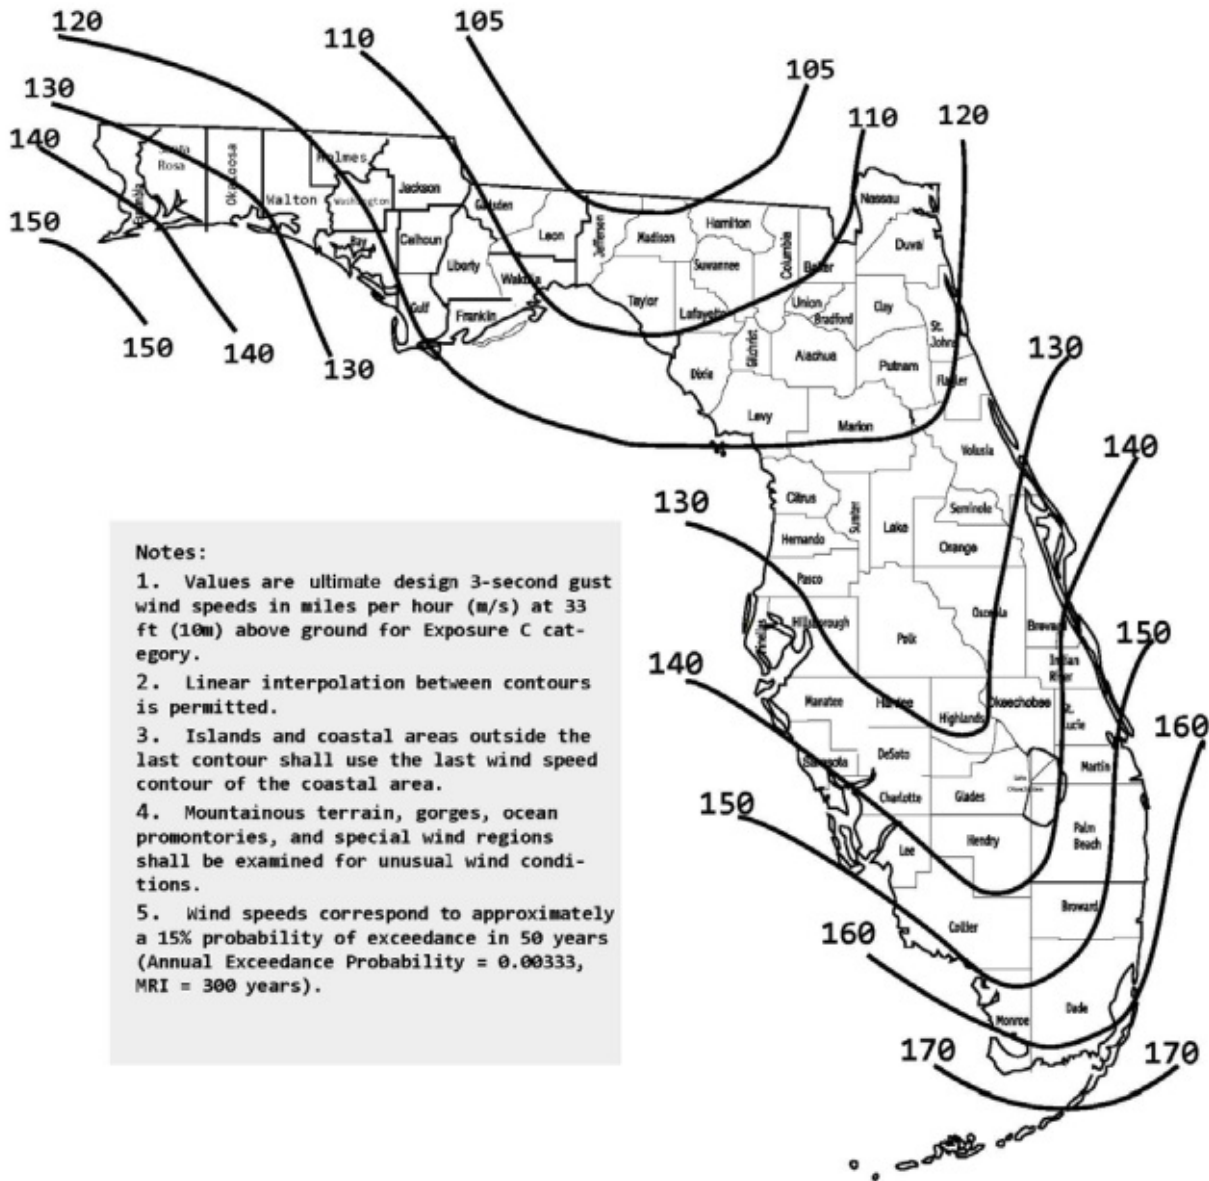 105
120
110
105
130
110
120
140
Santa
Rosa
Okaloosa
Holmes
Walton
Washington
Jackson
Gadsden
Leon
Jefferson
Madison
Hamilton
Columbia
Baker
Nassau
Duval
150
Bay
Calhoun
Liberty
Wakulla
Suwannee
Taylor
Lafayette
Union
Bradford
Clay
St.
Johns
Gulf
Franklin
150
140
130
Dixie
Gilchrist
Alachua
Putnam
Flagler
130
Levy
Marion
Volusia
140
130
Citrus
Sumter
Lake
Seminole
Hernando
Orange
Pasco
Pinellas
Hillsborough
Polk
Osceola
Brevard
150
Indian
River
140
Manatee
Hardee
Highlands
Okeechobee
St.
Lucie
160
Sarasota
DeSoto
Martin
Charlotte
Glades
Lake
150
Lee
Hendry
Palm
Beach
160
Collier
Broward
Monroe
Dade
170
170
Notes:
1. Values are ultimate design 3-second gust
wind speeds in miles per hour (m/s) at 33
ft (10m) above ground for Exposure C cat-
egory.
2. Linear interpolation between contours
is permitted.
3. Islands and coastal areas outside the
last contour shall use the last wind speed
contour of the coastal area.
4. Mountainous terrain, gorges, ocean
promontories, and special wind regions
shall be examined for unusual wind condi-
tions.
5. Wind speeds correspond to approximately
a 15% probability of exceedance in 50 years
(Annual Exceedance Probability = 0.00333,
MRI = 300 years).